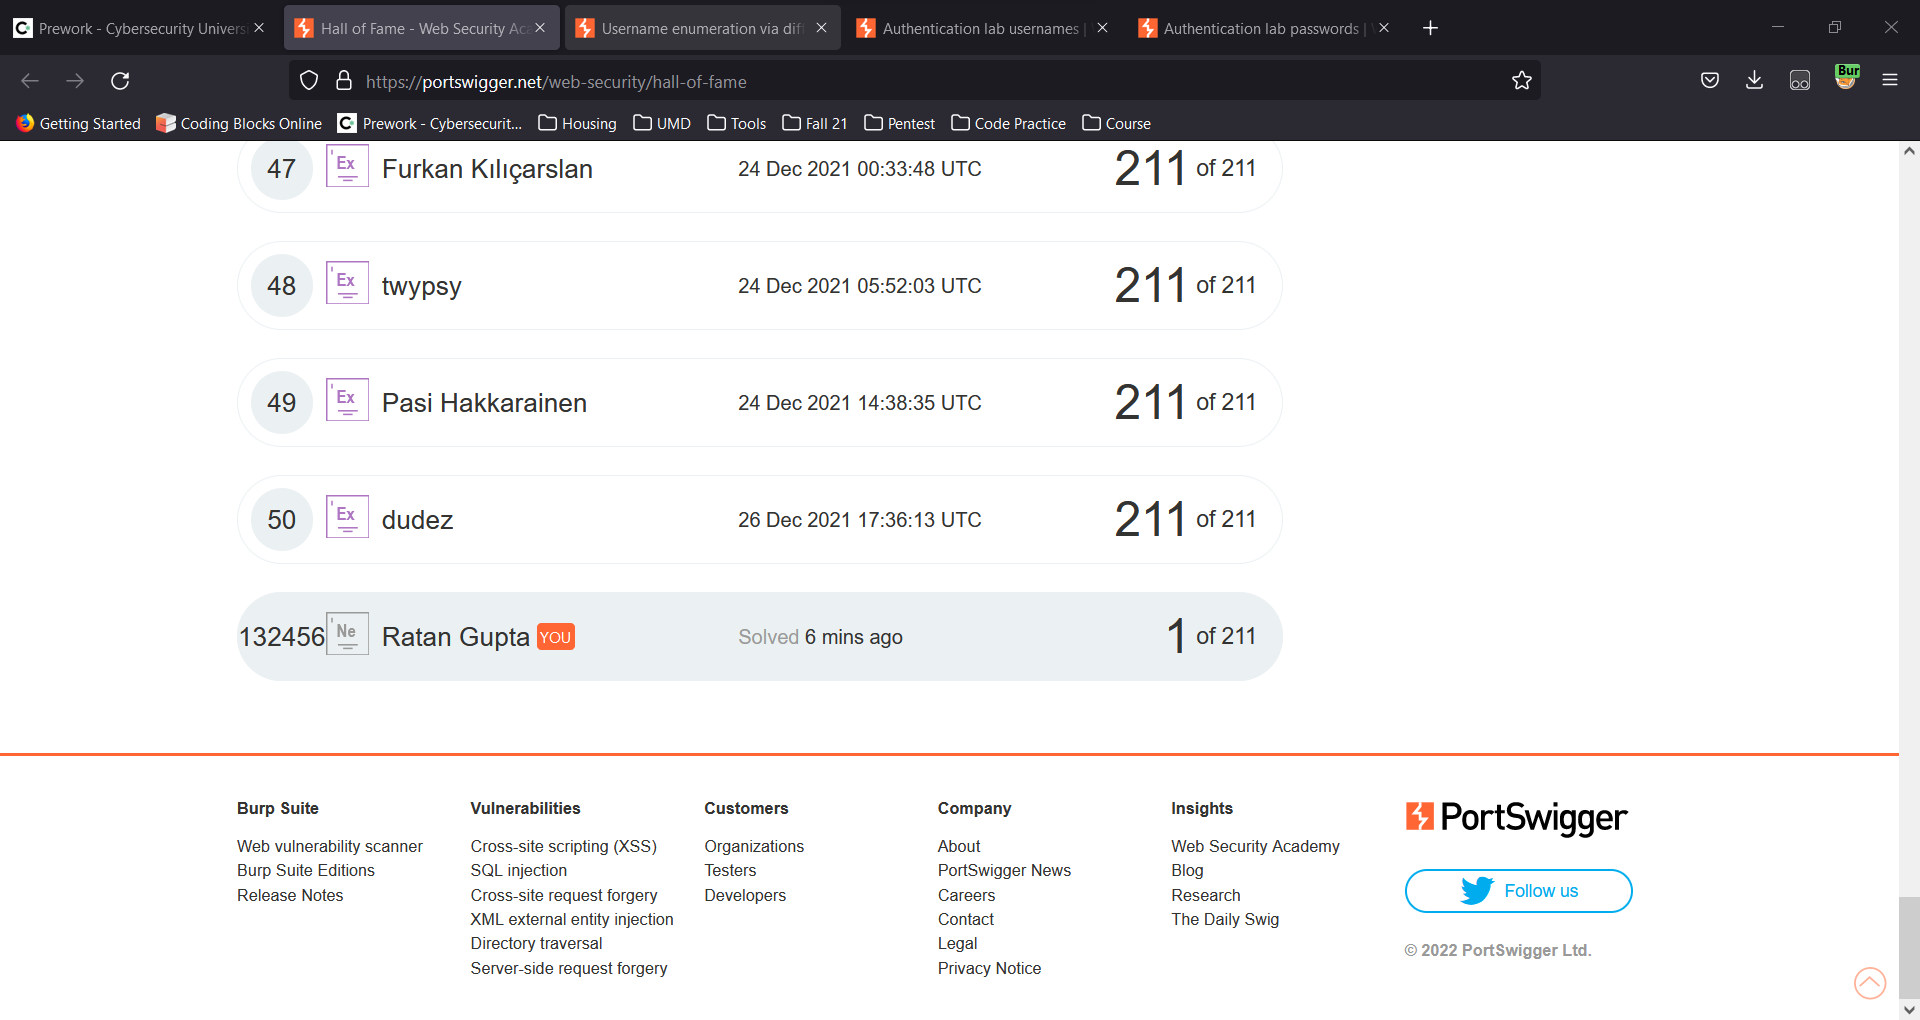 Prework - Cybersecurity Univers
Hall of Fame - Web Security Aca
Username enumeration via diff
Authentication lab usernames |
Authentication lab passwords |
https://portswigger.net/web-security/hall-of-fame
Bur
Getting Started
Coding Blocks Online
Prework - Cybersecurit...
Housing
UMD
Tools
Fall 21
Pentest
Code Practice
Course
47 Ex Furkan Kılıçarslan 24 Dec 2021 00:33:48 UTC 211 of 211
48 Ex twypsy 24 Dec 2021 05:52:03 UTC 211 of 211
49 Ex Pasi Hakkarainen 24 Dec 2021 14:38:35 UTC 211 of 211
50 Ex dudez 26 Dec 2021 17:36:13 UTC 211 of 211
132456 Ne Ratan Gupta YOU Solved 6 mins ago 1 of 211
Burp Suite
Web vulnerability scanner
Burp Suite Editions
Release Notes
Vulnerabilities
Cross-site scripting (XSS)
SQL injection
Cross-site request forgery
XML external entity injection
Directory traversal
Server-side request forgery
Customers
Organizations
Testers
Developers
Company
About
PortSwigger News
Careers
Contact
Legal
Privacy Notice
Insights
Web Security Academy
Blog
Research
The Daily Swig
PortSwigger
Follow us
© 2022 PortSwigger Ltd.